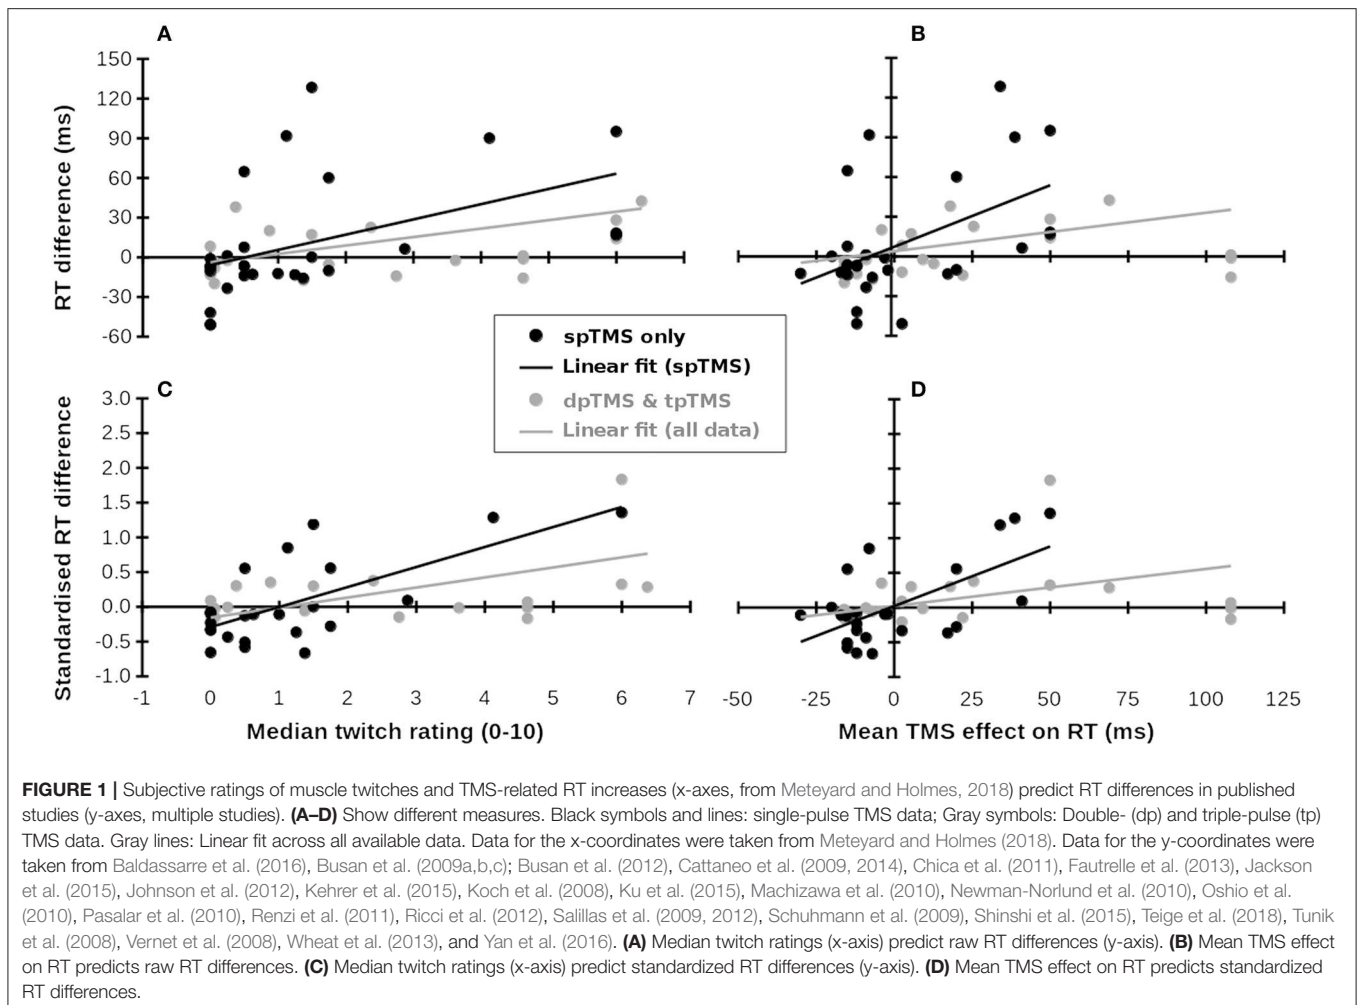 A
B
150
120
90
60
30
0
-30
-60
RT difference (ms)
spTMS only
Linear fit (spTMS)
dpTMS & tpTMS
Linear fit (all data)
C
D
3.0
2.5
2.0
1.5
1.0
0.5
0.0
-0.5
-1.0
Standardised RT difference
-1 0 1 2 3 4 5 6 7
-50 -25 0 25 50 75 100 125
Median twitch rating (0-10)
Mean TMS effect on RT (ms)
FIGURE 1 | Subjective ratings of muscle twitches and TMS-related RT increases (x-axes, from Meteyard and Holmes, 2018) predict RT differences in published
studies (y-axes, multiple studies). (A–D) Show different measures. Black symbols and lines: single-pulse TMS data; Gray symbols: Double- (dp) and triple-pulse (tp)
TMS data. Gray lines: Linear fit across all available data. Data for the x-coordinates were taken from Meteyard and Holmes (2018). Data for the y-coordinates were
taken from Baldassarre et al. (2016), Busan et al. (2009a,b,c); Busan et al. (2012), Cattaneo et al. (2009, 2014), Chica et al. (2011), Fautrelle et al. (2013), Jackson
et al. (2015), Johnson et al. (2012), Kehrer et al. (2015), Koch et al. (2008), Ku et al. (2015), Machizawa et al. (2010), Newman-Norlund et al. (2010), Oshio et al.
(2010), Pasalar et al. (2010), Renzi et al. (2011), Ricci et al. (2012), Salillas et al. (2009, 2012), Schuhmann et al. (2009), Shinshi et al. (2015), Teige et al. (2018), Tunik
et al. (2008), Vernet et al. (2008), Wheat et al. (2013), and Yan et al. (2016). (A) Median twitch ratings (x-axis) predict raw RT differences (y-axis). (B) Mean TMS effect
on RT predicts raw RT differences. (C) Median twitch ratings (x-axis) predict standardized RT differences (y-axis). (D) Mean TMS effect on RT predicts standardized
RT differences.